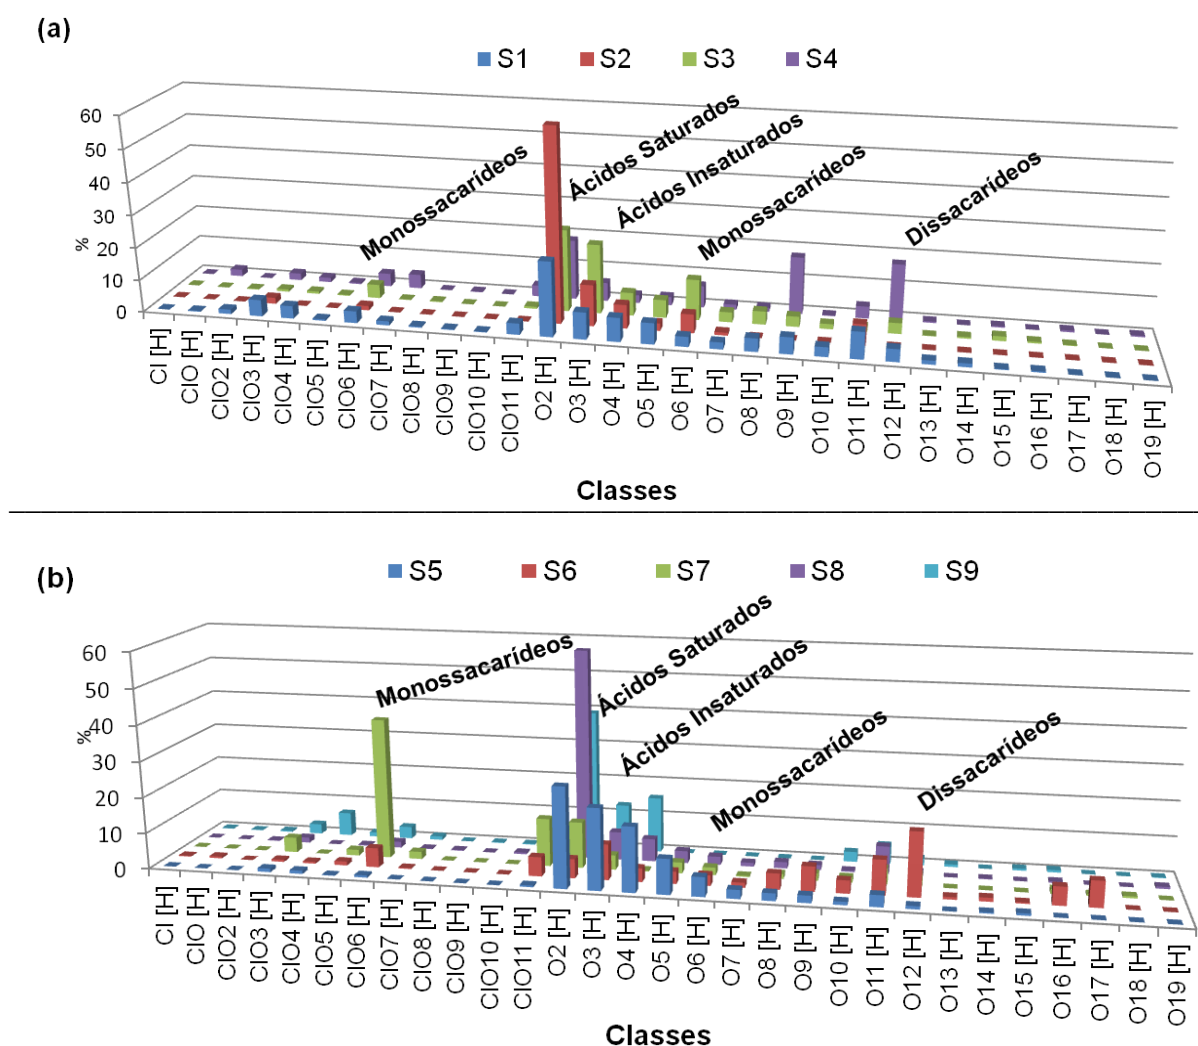 (a)
S1 S2 S3 S4
Monossacarídeos
Ácidos Saturados
Ácidos Insaturados
Monossacarídeos
Dissacarídeos
60
50
40
30
20
10
0
%
Cl [H]
ClO [H]
ClO2 [H]
ClO3 [H]
ClO4 [H]
ClO5 [H]
ClO6 [H]
ClO7 [H]
ClO8 [H]
ClO9 [H]
ClO10 [H]
ClO11 [H]
O2 [H]
O3 [H]
O4 [H]
O5 [H]
O6 [H]
O7 [H]
O8 [H]
O9 [H]
O10 [H]
O11 [H]
O12 [H]
O13 [H]
O14 [H]
O15 [H]
O16 [H]
O17 [H]
O18 [H]
O19 [H]
Classes
(b)
S5 S6 S7 S8 S9
Monossacarídeos
Ácidos Saturados
Ácidos Insaturados
Monossacarídeos
Dissacarídeos
60
50
40
30
20
10
0
%
Cl [H]
ClO [H]
ClO2 [H]
ClO3 [H]
ClO4 [H]
ClO5 [H]
ClO6 [H]
ClO7 [H]
ClO8 [H]
ClO9 [H]
ClO10 [H]
ClO11 [H]
O2 [H]
O3 [H]
O4 [H]
O5 [H]
O6 [H]
O7 [H]
O8 [H]
O9 [H]
O10 [H]
O11 [H]
O12 [H]
O13 [H]
O14 [H]
O15 [H]
O16 [H]
O17 [H]
O18 [H]
O19 [H]
Classes